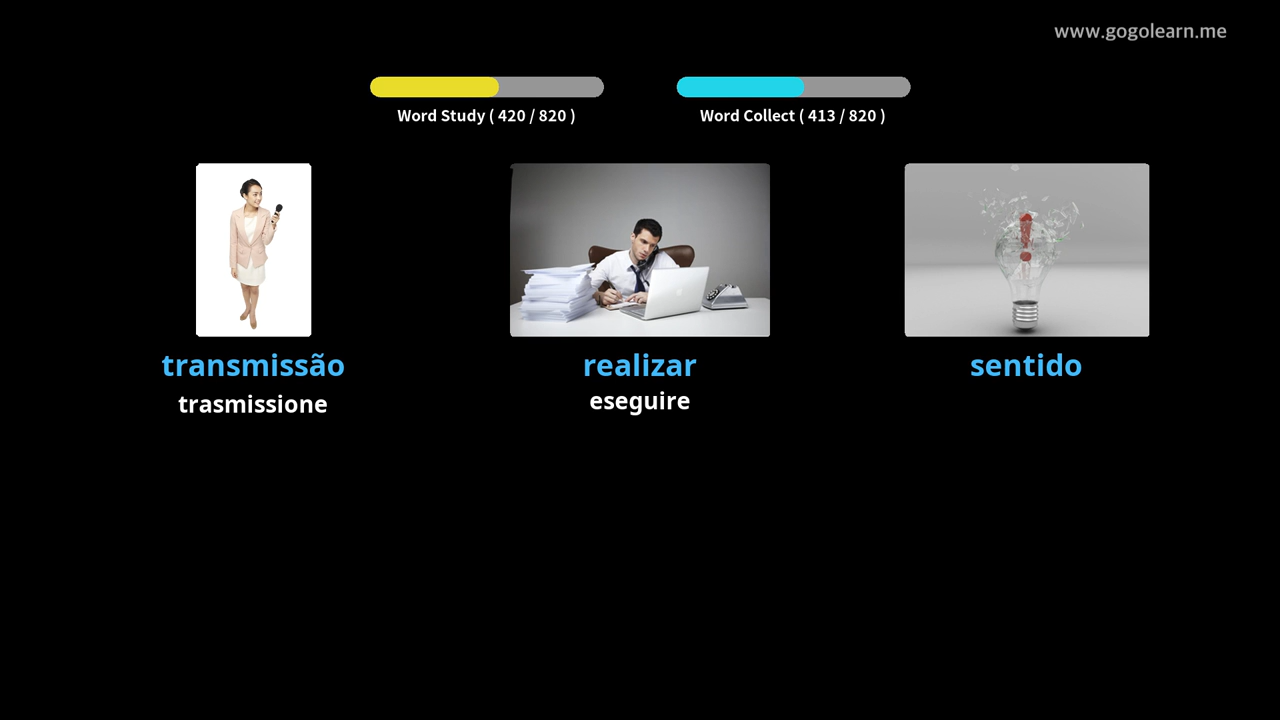 www.gogolearn.me
Word Study ( 420 / 820 )
Word Collect ( 413 / 820 )
transmissão
trasmissione
realizar
eseguire
sentido